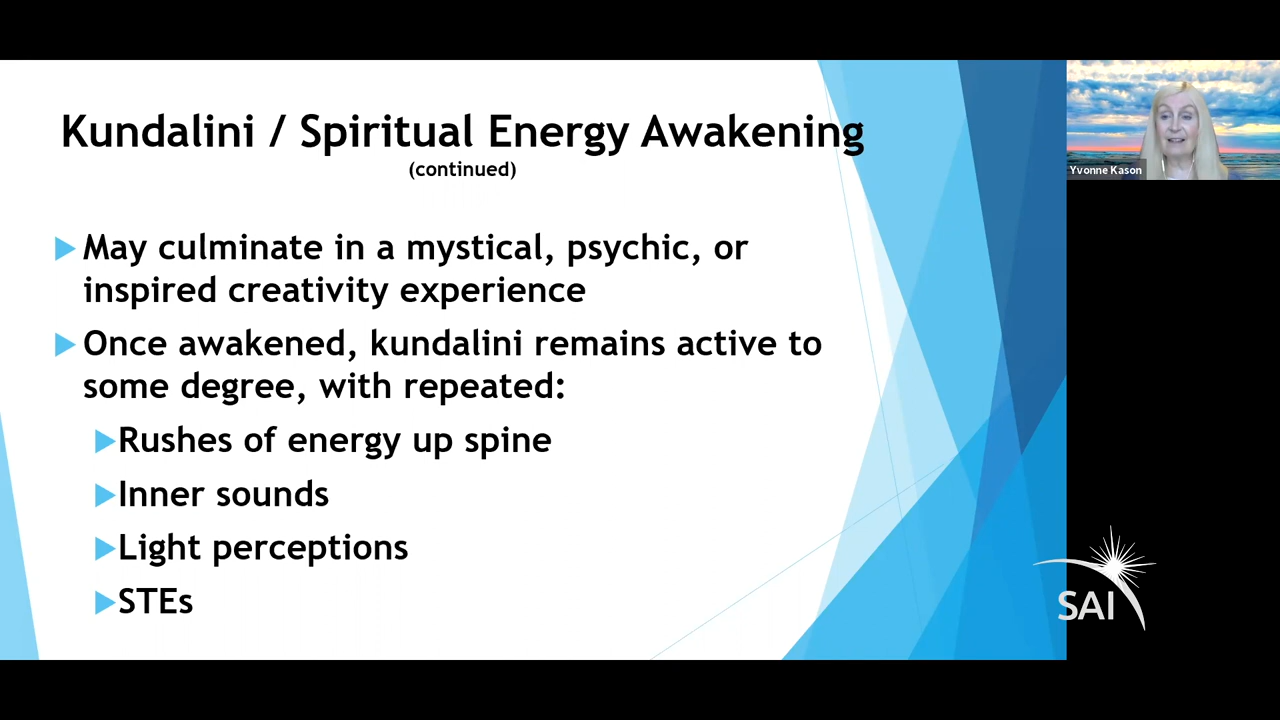 Kundalini / Spiritual Energy Awakening
(continued)
May culminate in a mystical, psychic, or
inspired creativity experience
Once awakened, kundalini remains active to
some degree, with repeated:
Rushes of energy up spine
Inner sounds
Light perceptions
STEs
Yvonne Kason
SAI